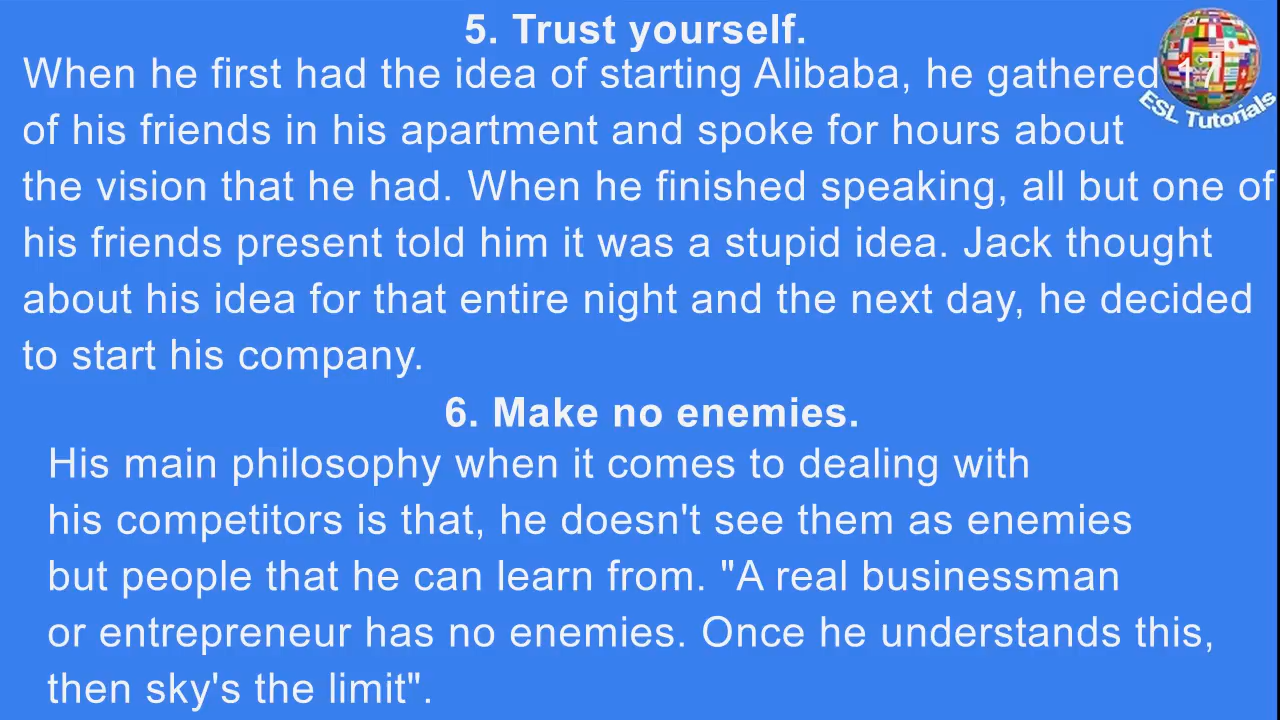 5. Trust yourself.
When he first had the idea of starting Alibaba, he gathered 17
of his friends in his apartment and spoke for hours about
the vision that he had. When he finished speaking, all but one of
his friends present told him it was a stupid idea. Jack thought
about his idea for that entire night and the next day, he decided
to start his company.
6. Make no enemies.
His main philosophy when it comes to dealing with
his competitors is that, he doesn't see them as enemies
but people that he can learn from. "A real businessman
or entrepreneur has no enemies. Once he understands this,
then sky's the limit".
ESL Tutorials